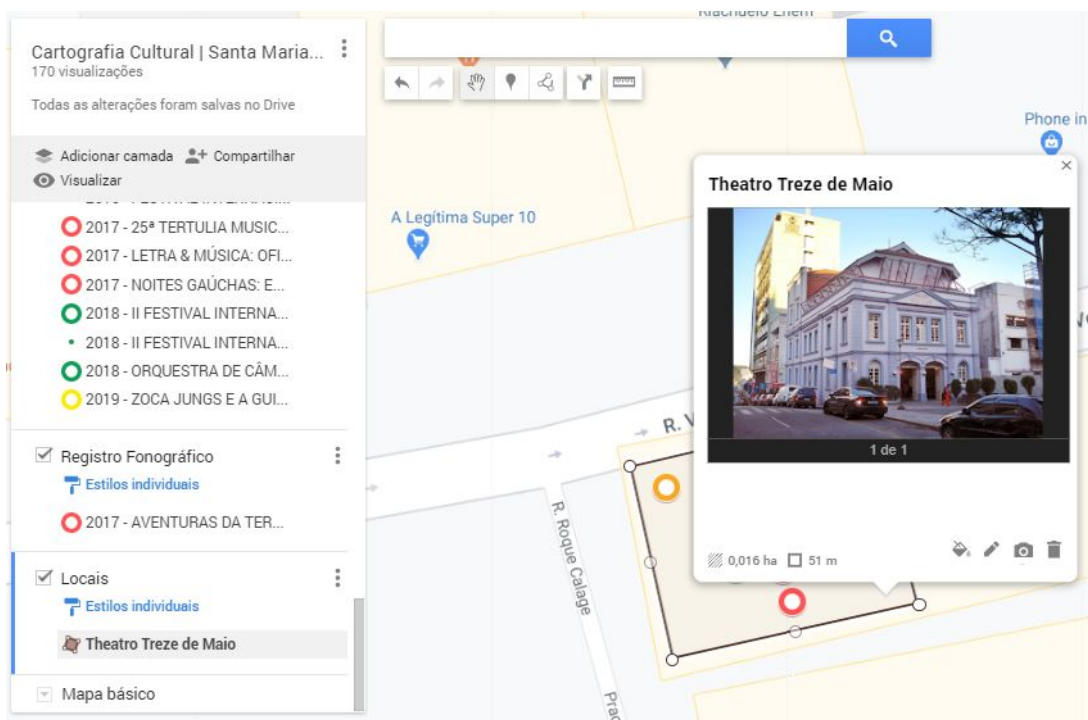 Cartografia Cultural | Santa Maria...
170 visualizações
Todas as alterações foram salvas no Drive
Adicionar camada Compartilhar
Visualizar
2017 - 25ª TERTULIA MUSIC...
2017 - LETRA & MÚSICA: OFI...
2017 - NOITES GAÚCHAS: E...
2018 - II FESTIVAL INTERNA...
2018 - II FESTIVAL INTERNA...
2018 - ORQUESTRA DE CÂM...
2019 - ZOCA JUNGS E A GUI...
Registro Fonográfico
Estilos individuais
2017 - AVENTURAS DA TER...
Locais
Estilos individuais
Theatro Treze de Maio
Mapa básico
Riachuelo Enem
Phone in
A Legítima Super 10
R. V
R. Roque Calage
Prac
Theatro Treze de Maio
1 de 1
0,016 ha 51 m